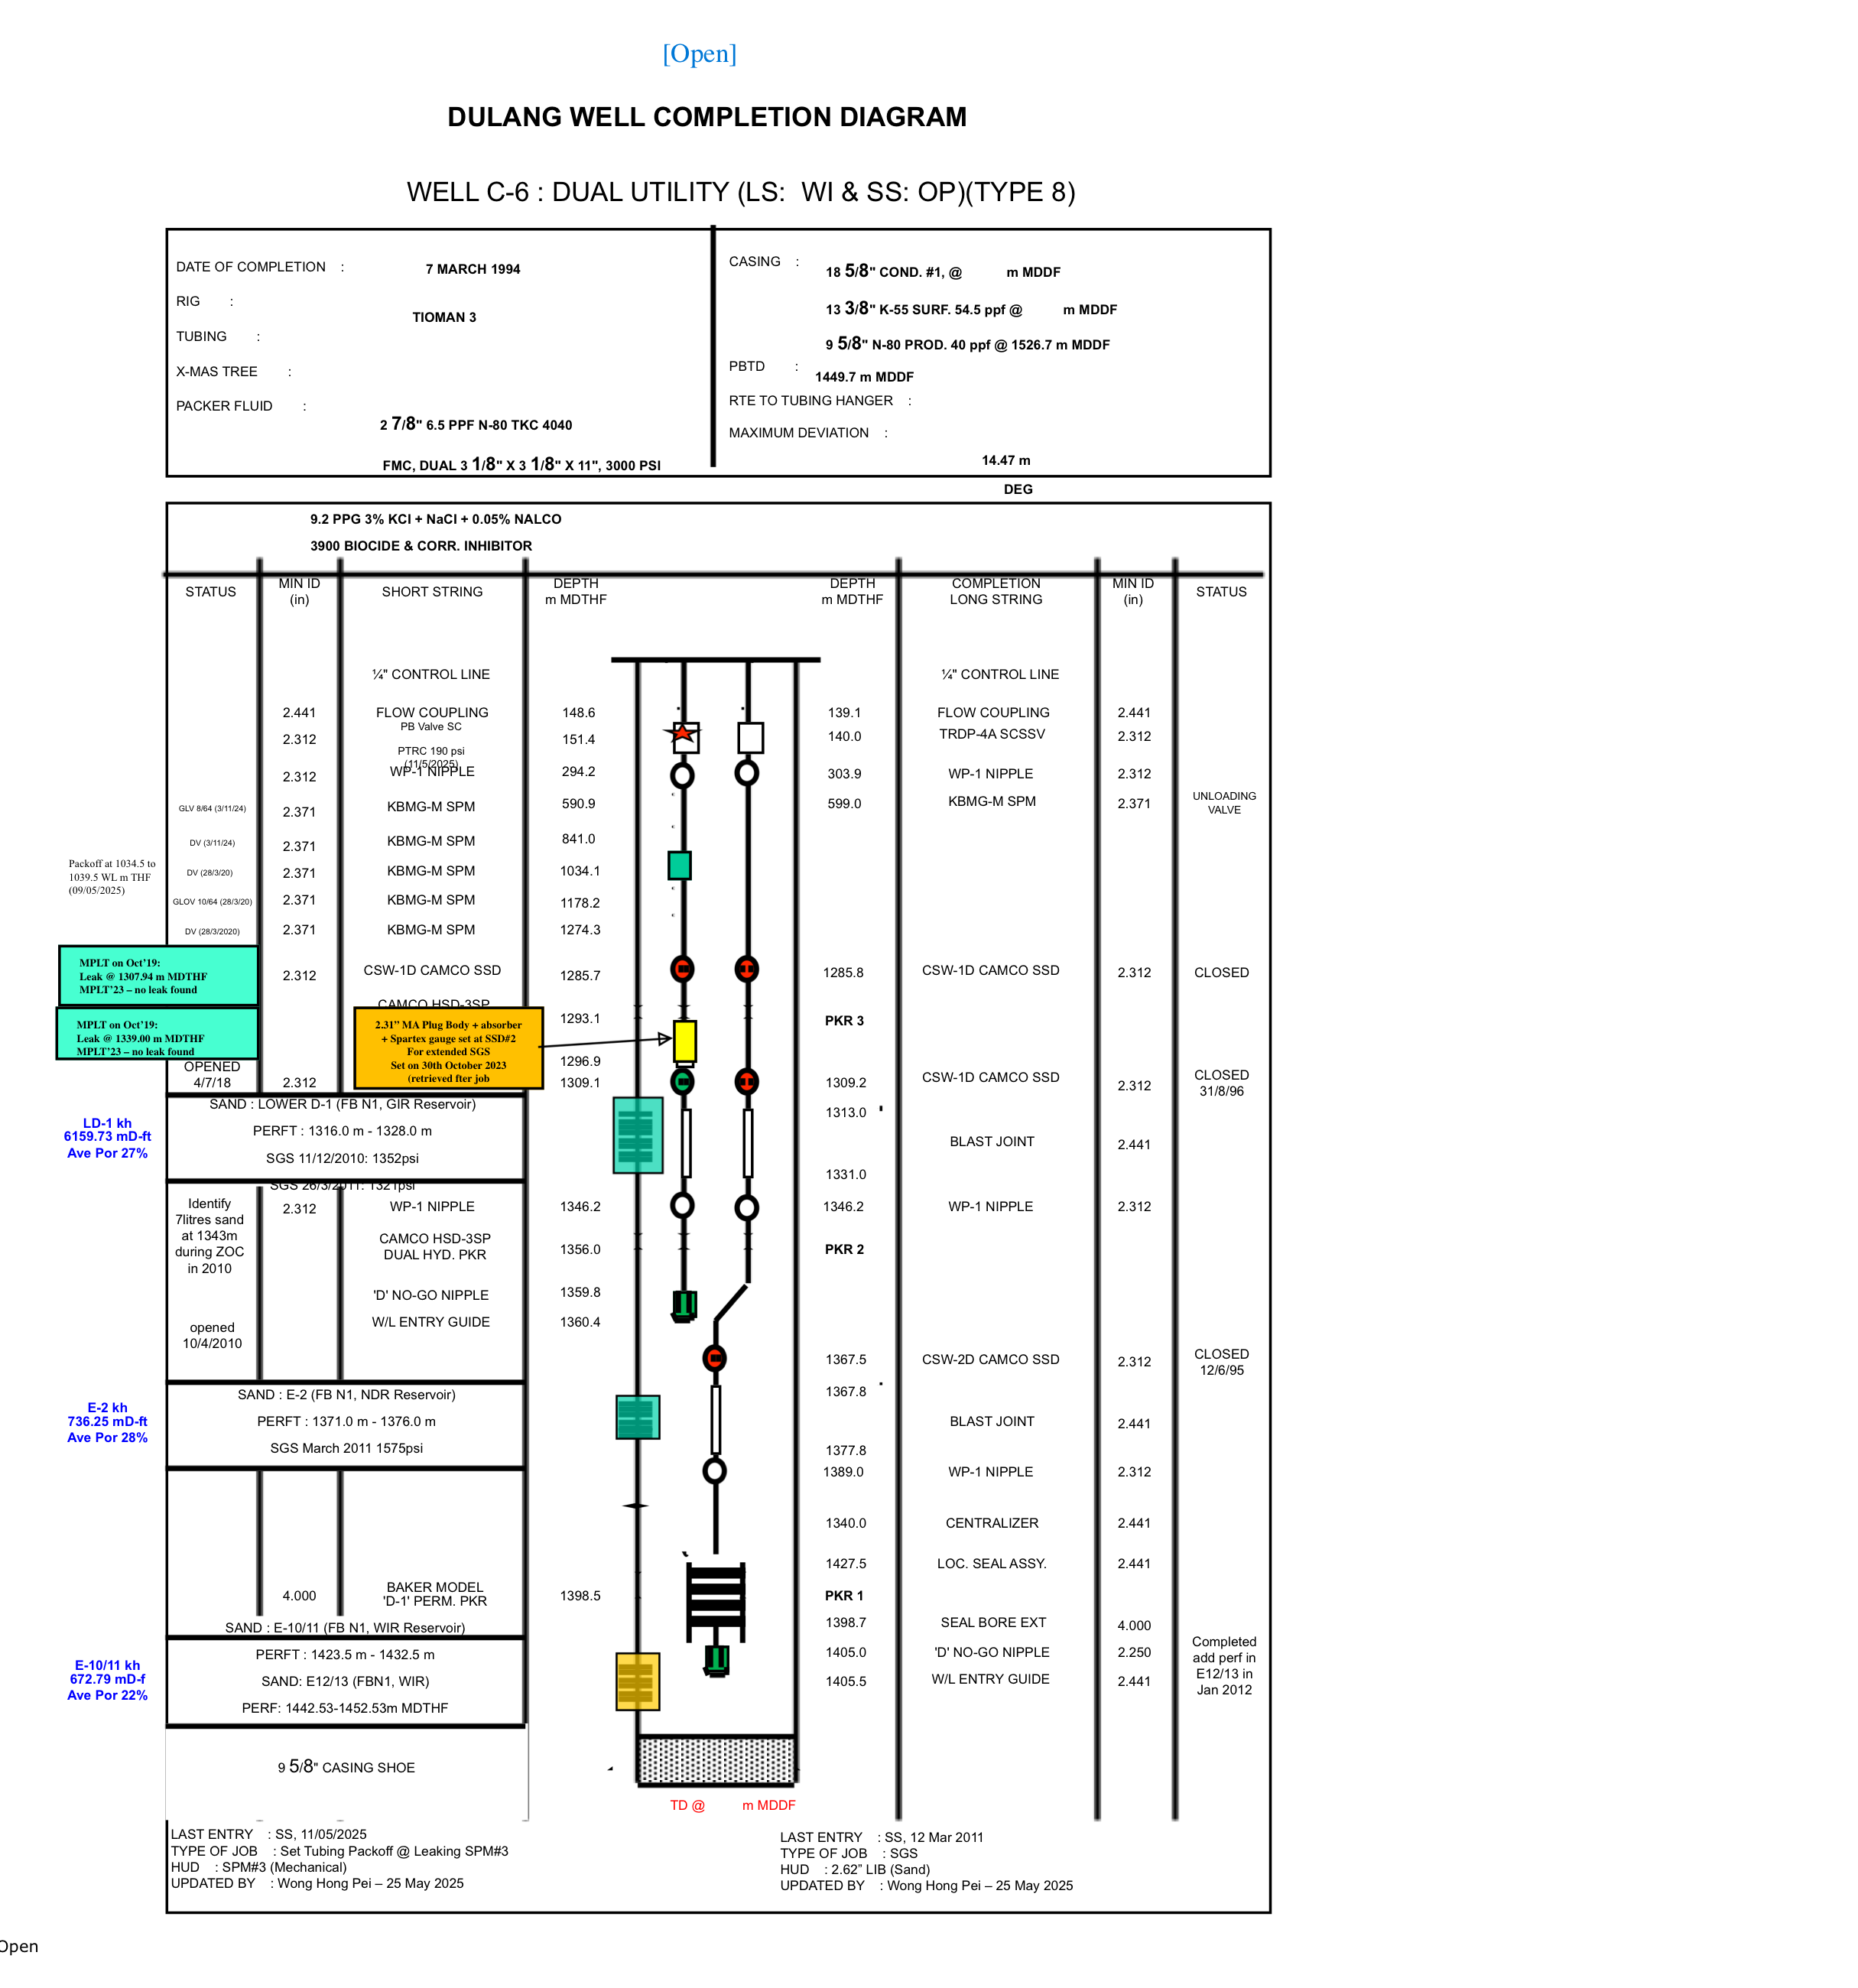 [Open]
DULANG WELL COMPLETION DIAGRAM
WELL C-6 : DUAL UTILITY (LS: WI & SS: OP)(TYPE 8)
DATE OF COMPLETION :
7 MARCH 1994
RIG :
TIOMAN 3
TUBING :
X-MAS TREE :
PACKER FLUID :
2 7/8" 6.5 PPF N-80 TKC 4040
FMC, DUAL 3 1/8" X 3 1/8" X 11", 3000 PSI
CASING :
18 5/8" COND. #1, @ m MDDF
13 3/8" K-55 SURF. 54.5 ppf @ m MDDF
9 5/8" N-80 PROD. 40 ppf @ 1526.7 m MDDF
PBTD :
1449.7 m MDDF
RTE TO TUBING HANGER :
MAXIMUM DEVIATION :
14.47 m
DEG
9.2 PPG 3% KCI + NaCI + 0.05% NALCO
3900 BIOCIDE & CORR. INHIBITOR
STATUS
MIN ID
(in)
SHORT STRING
DEPTH
m MDTHF
DEPTH
m MDTHF
COMPLETION
LONG STRING
MIN ID
(in)
STATUS
¼" CONTROL LINE
¼" CONTROL LINE
2.441 FLOW COUPLING 148.6
139.1 FLOW COUPLING 2.441
PB Valve SC
2.312 151.4
140.0 TRDP-4A SCSSV 2.312
PTRC 190 psi
(11/5/2025)
2.312 WP-1 NIPPLE 294.2
303.9 WP-1 NIPPLE 2.312
GLV 8/64 (3/11/24) 2.371 KBMG-M SPM 590.9
599.0 KBMG-M SPM 2.371
UNLOADING
VALVE
DV (3/11/24) 2.371 KBMG-M SPM 841.0
Packoff at 1034.5 to
1039.5 WL m THF
(09/05/2025)
DV (28/3/20) 2.371 KBMG-M SPM 1034.1
GLOV 10/64 (28/3/20) 2.371 KBMG-M SPM 1178.2
DV (28/3/2020) 2.371 KBMG-M SPM 1274.3
MPLT on Oct'19:
Leak @ 1307.94 m MDTHF
MPLT'23 – no leak found
2.312 CSW-1D CAMCO SSD 1285.7
1285.8 CSW-1D CAMCO SSD 2.312 CLOSED
CAMCO HSD-3SP
1293.1
PKR 3
MPLT on Oct'19:
Leak @ 1339.00 m MDTHF
MPLT'23 – no leak found
2.31" MA Plug Body + absorber
+ Spartex gauge set at SSD#2
For extended SGS
Set on 30th October 2023
(retrieved fter job
1296.9
OPENED
4/7/18
2.312 1309.1
1309.2 CSW-1D CAMCO SSD 2.312
CLOSED
31/8/96
LD-1 kh
6159.73 mD-ft
Ave Por 27%
SAND : LOWER D-1 (FB N1, GIR Reservoir)
PERFT : 1316.0 m - 1328.0 m
SGS 11/12/2010: 1352psi
SGS 26/3/2011: 1321psi
1313.0
BLAST JOINT 2.441
1331.0
Identify
7litres sand
at 1343m
during ZOC
in 2010
2.312 WP-1 NIPPLE 1346.2
1346.2 WP-1 NIPPLE 2.312
CAMCO HSD-3SP
DUAL HYD. PKR
1356.0
PKR 2
'D' NO-GO NIPPLE 1359.8
W/L ENTRY GUIDE 1360.4
opened
10/4/2010
1367.5 CSW-2D CAMCO SSD 2.312
CLOSED
12/6/95
E-2 kh
736.25 mD-ft
Ave Por 28%
SAND : E-2 (FB N1, NDR Reservoir)
PERFT : 1371.0 m - 1376.0 m
SGS March 2011 1575psi
1367.8
BLAST JOINT 2.441
1377.8
1389.0 WP-1 NIPPLE 2.312
1340.0 CENTRALIZER 2.441
1427.5 LOC. SEAL ASSY. 2.441
4.000
BAKER MODEL
'D-1' PERM. PKR
1398.5
PKR 1
1398.7 SEAL BORE EXT 4.000
1405.0 'D' NO-GO NIPPLE 2.250
1405.5 W/L ENTRY GUIDE 2.441
Completed
add perf in
E12/13 in
Jan 2012
E-10/11 kh
672.79 mD-f
Ave Por 22%
SAND : E-10/11 (FB N1, WIR Reservoir)
PERFT : 1423.5 m - 1432.5 m
SAND: E12/13 (FBN1, WIR)
PERF: 1442.53-1452.53m MDTHF
9 5/8" CASING SHOE
TD @ m MDDF
LAST ENTRY : SS, 11/05/2025
TYPE OF JOB : Set Tubing Packoff @ Leaking SPM#3
HUD : SPM#3 (Mechanical)
UPDATED BY : Wong Hong Pei – 25 May 2025
LAST ENTRY : SS, 12 Mar 2011
TYPE OF JOB : SGS
HUD : 2.62" LIB (Sand)
UPDATED BY : Wong Hong Pei – 25 May 2025
Open